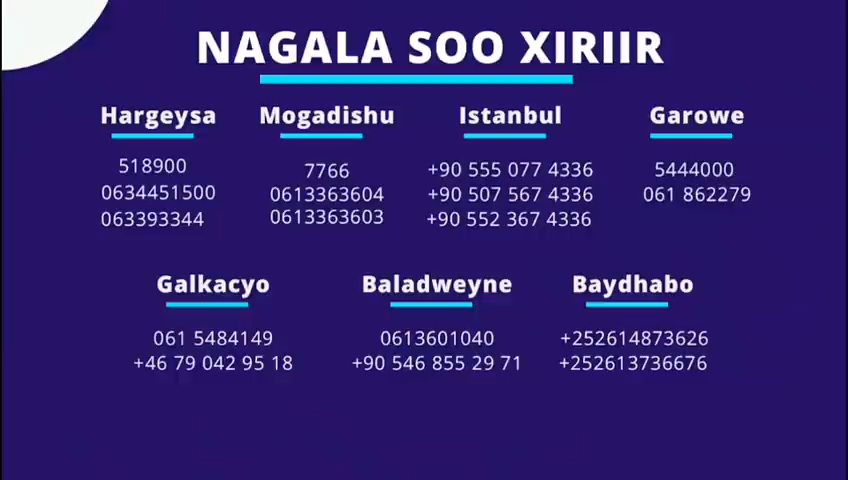 NAGALA SOO XIRIIR
Hargeysa
518900
0634451500
063393344
Mogadishu
7766
0613363604
0613363603
Istanbul
+90 555 077 4336
+90 507 567 4336
+90 552 367 4336
Garowe
5444000
061 862279
Galkacyo
061 5484149
+46 79 042 95 18
Baladweyne
0613601040
+90 546 855 29 71
Baydhabo
+252614873626
+252613736676